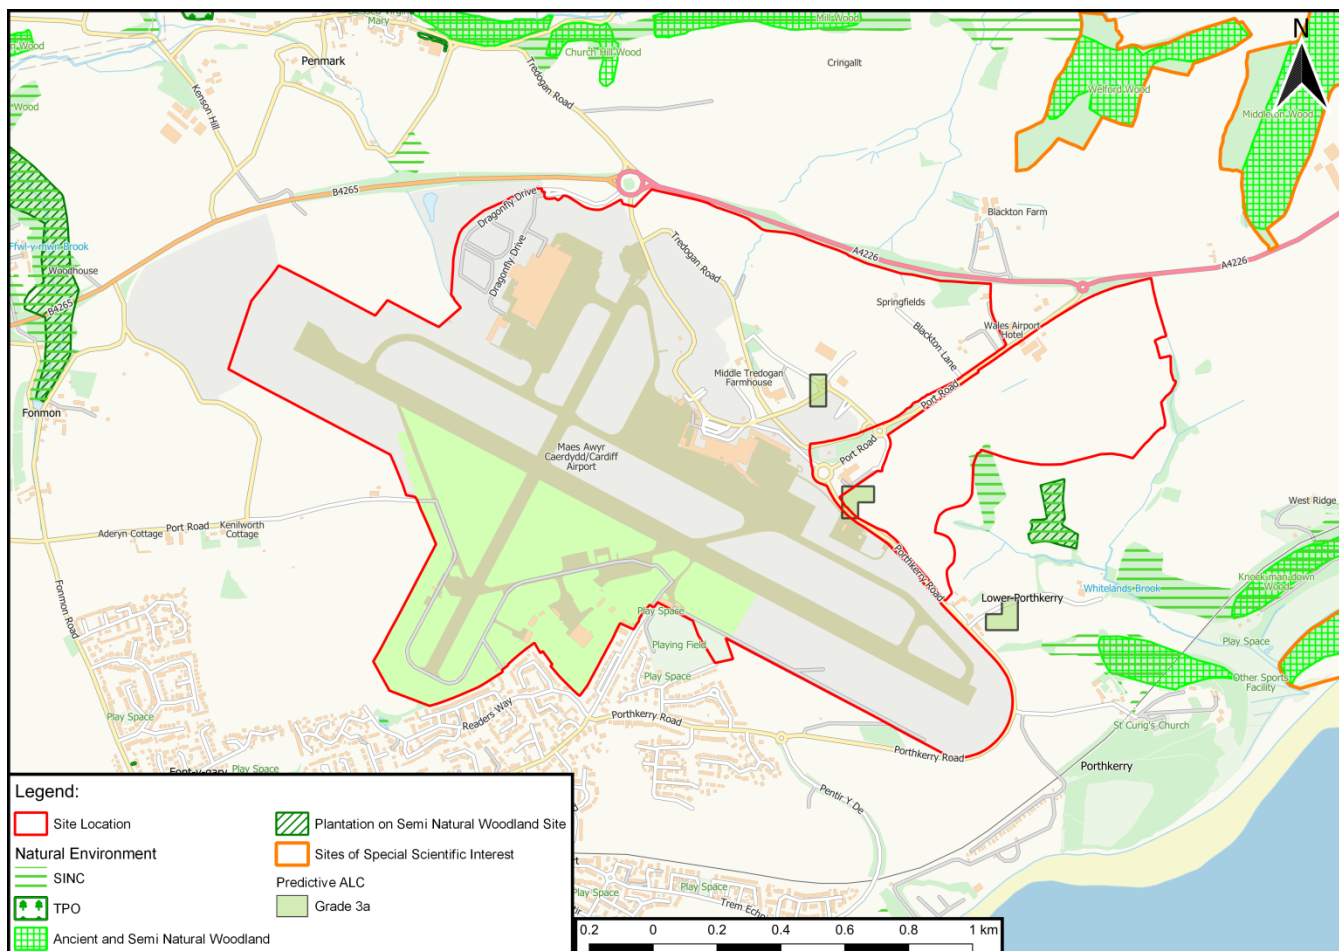 Blessed Virgin
Mary
Mill Wood
Church Hill Wood
Penmark
Cringallt
N
Tredogan Road
Kenson Hill
Welford Wood
Middleton Wood
Wood
B4265
Dragonfly Drive
Dragonfly Drive
Tredogan Road
Blackton Farm
A4226
A4226
Ffwl-y-mwn Brook
Woodhouse
B4265
Springfields
Blackton Lane
Wales Airport
Hotel
Middle Tredogan
Farmhouse
Port Road
Fonmon
Maes Awyr
Caerdydd/Cardiff
Airport
Port Road
West Ridge
Aderyn Cottage
Port Road
Kenilworth
Cottage
Porthkerry Road
Knock man down
Wood
Whitelands Brook
Lower Porthkerry
Fonmon Road
Play Space
Play Space
Playing Field
Play Space
Other Sports
Facility
Play Space
Readers Way
Porthkerry Road
St Curig's Church
Porthkerry Road
Porthkerry
Font-y-gary
Play Space
Pentir Y De
Legend:
Site Location
Plantation on Semi Natural Woodland Site
Natural Environment
Sites of Special Scientific Interest
SINC
Predictive ALC
TPO
Grade 3a
Ancient and Semi Natural Woodland
Play Space
Play Space
Play Space
Trem Echni
0.2 0 0.2 0.4 0.6 0.8 1 km